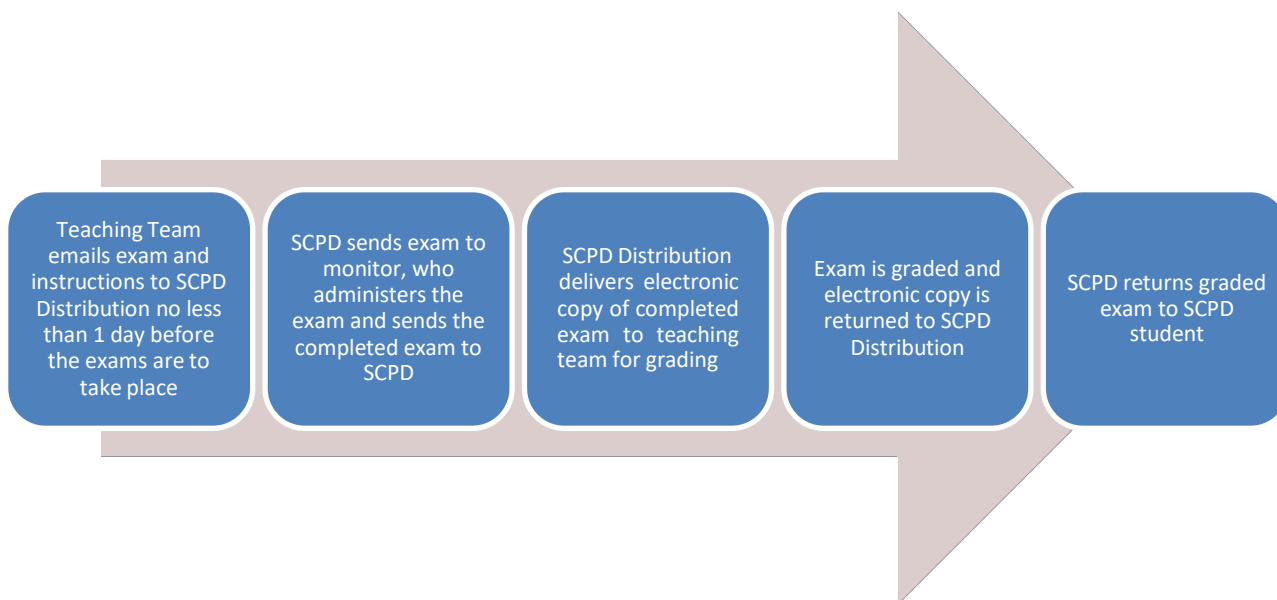 Teaching Team
emails exam and
instructions to SCPD
Distribution no less
than 1 day before
the exams are to
take place
SCPD sends exam to
monitor, who
administers the
exam and sends the
completed exam to
SCPD
SCPD Distribution
delivers electronic
copy of completed
exam to teaching
team for grading
Exam is graded and
electronic copy is
returned to SCPD
Distribution
SCPD returns graded
exam to SCPD
student